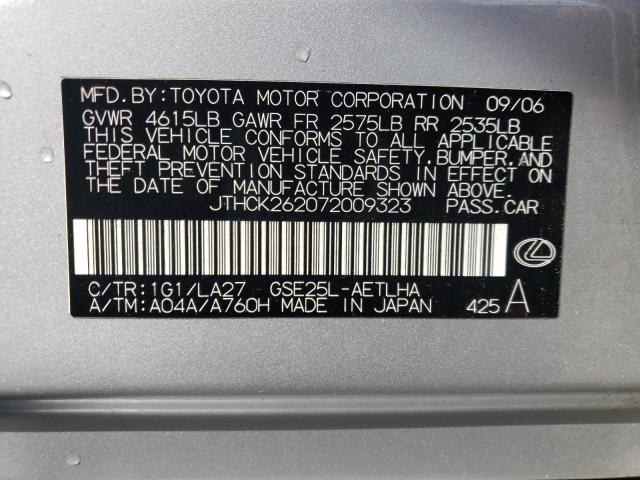 MFD. BY: TOYOTA MOTOR CORPORATION 09/06
GVWR 4615LB GAWR FR 2575LB RR 2535LB
THIS VEHICLE CONFORMS TO ALL APPLICABLE
FEDERAL MOTOR VEHICLE SAFETY. BUMPER. AND
THEFT PREVENTION STANDARDS IN EFFECT ON
THE DATE OF MANUFACTURE SHOWN ABOVE.
JTHCK262072009323 PASS. CAR
C/TR: 1G1/LA27 GSE25L-AETLHA
A/TM: A04A/A760H MADE IN JAPAN 425 A